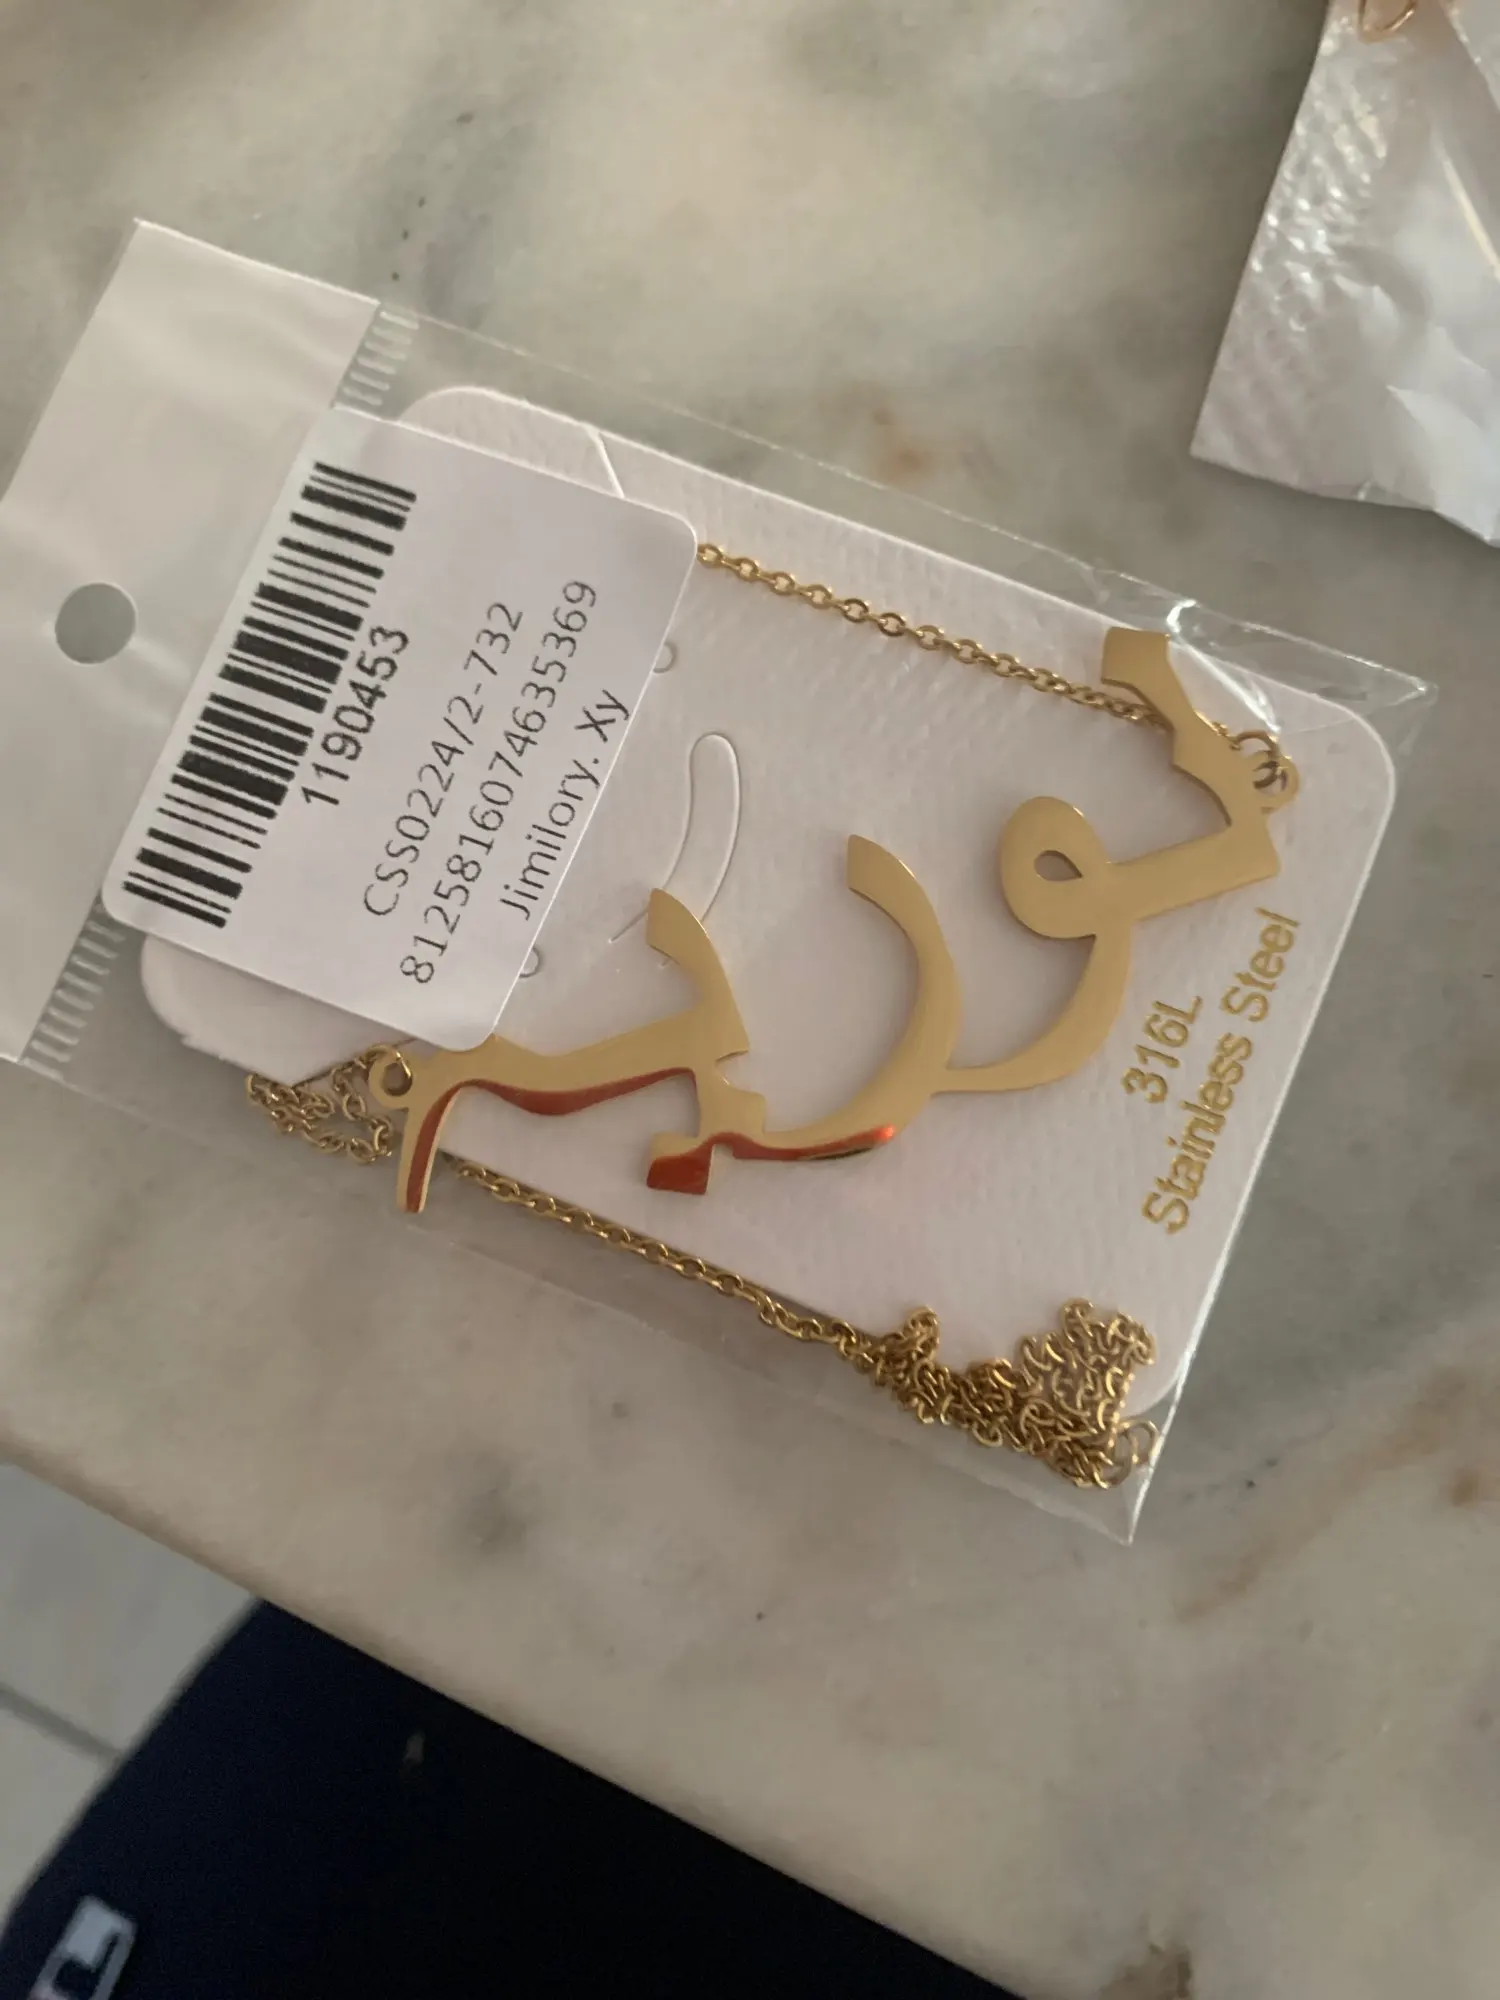 1190453
CSS0224/2-732
8125816074635369
Jimilory. Xy
316L
Stainless Steel